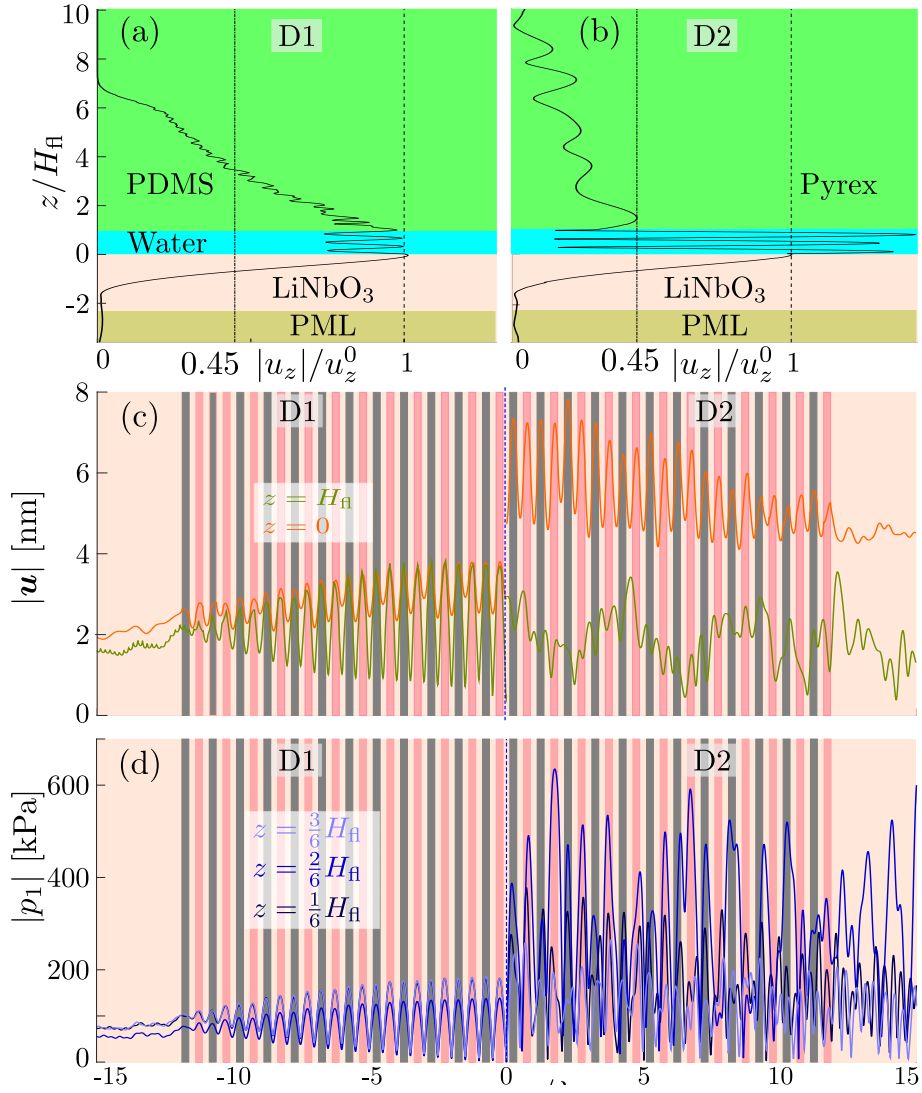 10
(a)
D1
(b)
D2
8
6
z/H_fl
4
PDMS
Pyrex
2
Water
0
LiNbO₃
LiNbO₃
-2
PML
PML
0
0.45
|u_z|/u_z^0
1
0
0.45
|u_z|/u_z^0
1
8
(c)
D1
D2
6
z = H_fl
z = 0
|u| [nm]
4
2
0
(d)
D1
D2
600
z = 3/6 H_fl
z = 2/6 H_fl
z = 1/6 H_fl
|p₁| [kPa]
400
200
0
-15
-10
-5
0
5
10
15